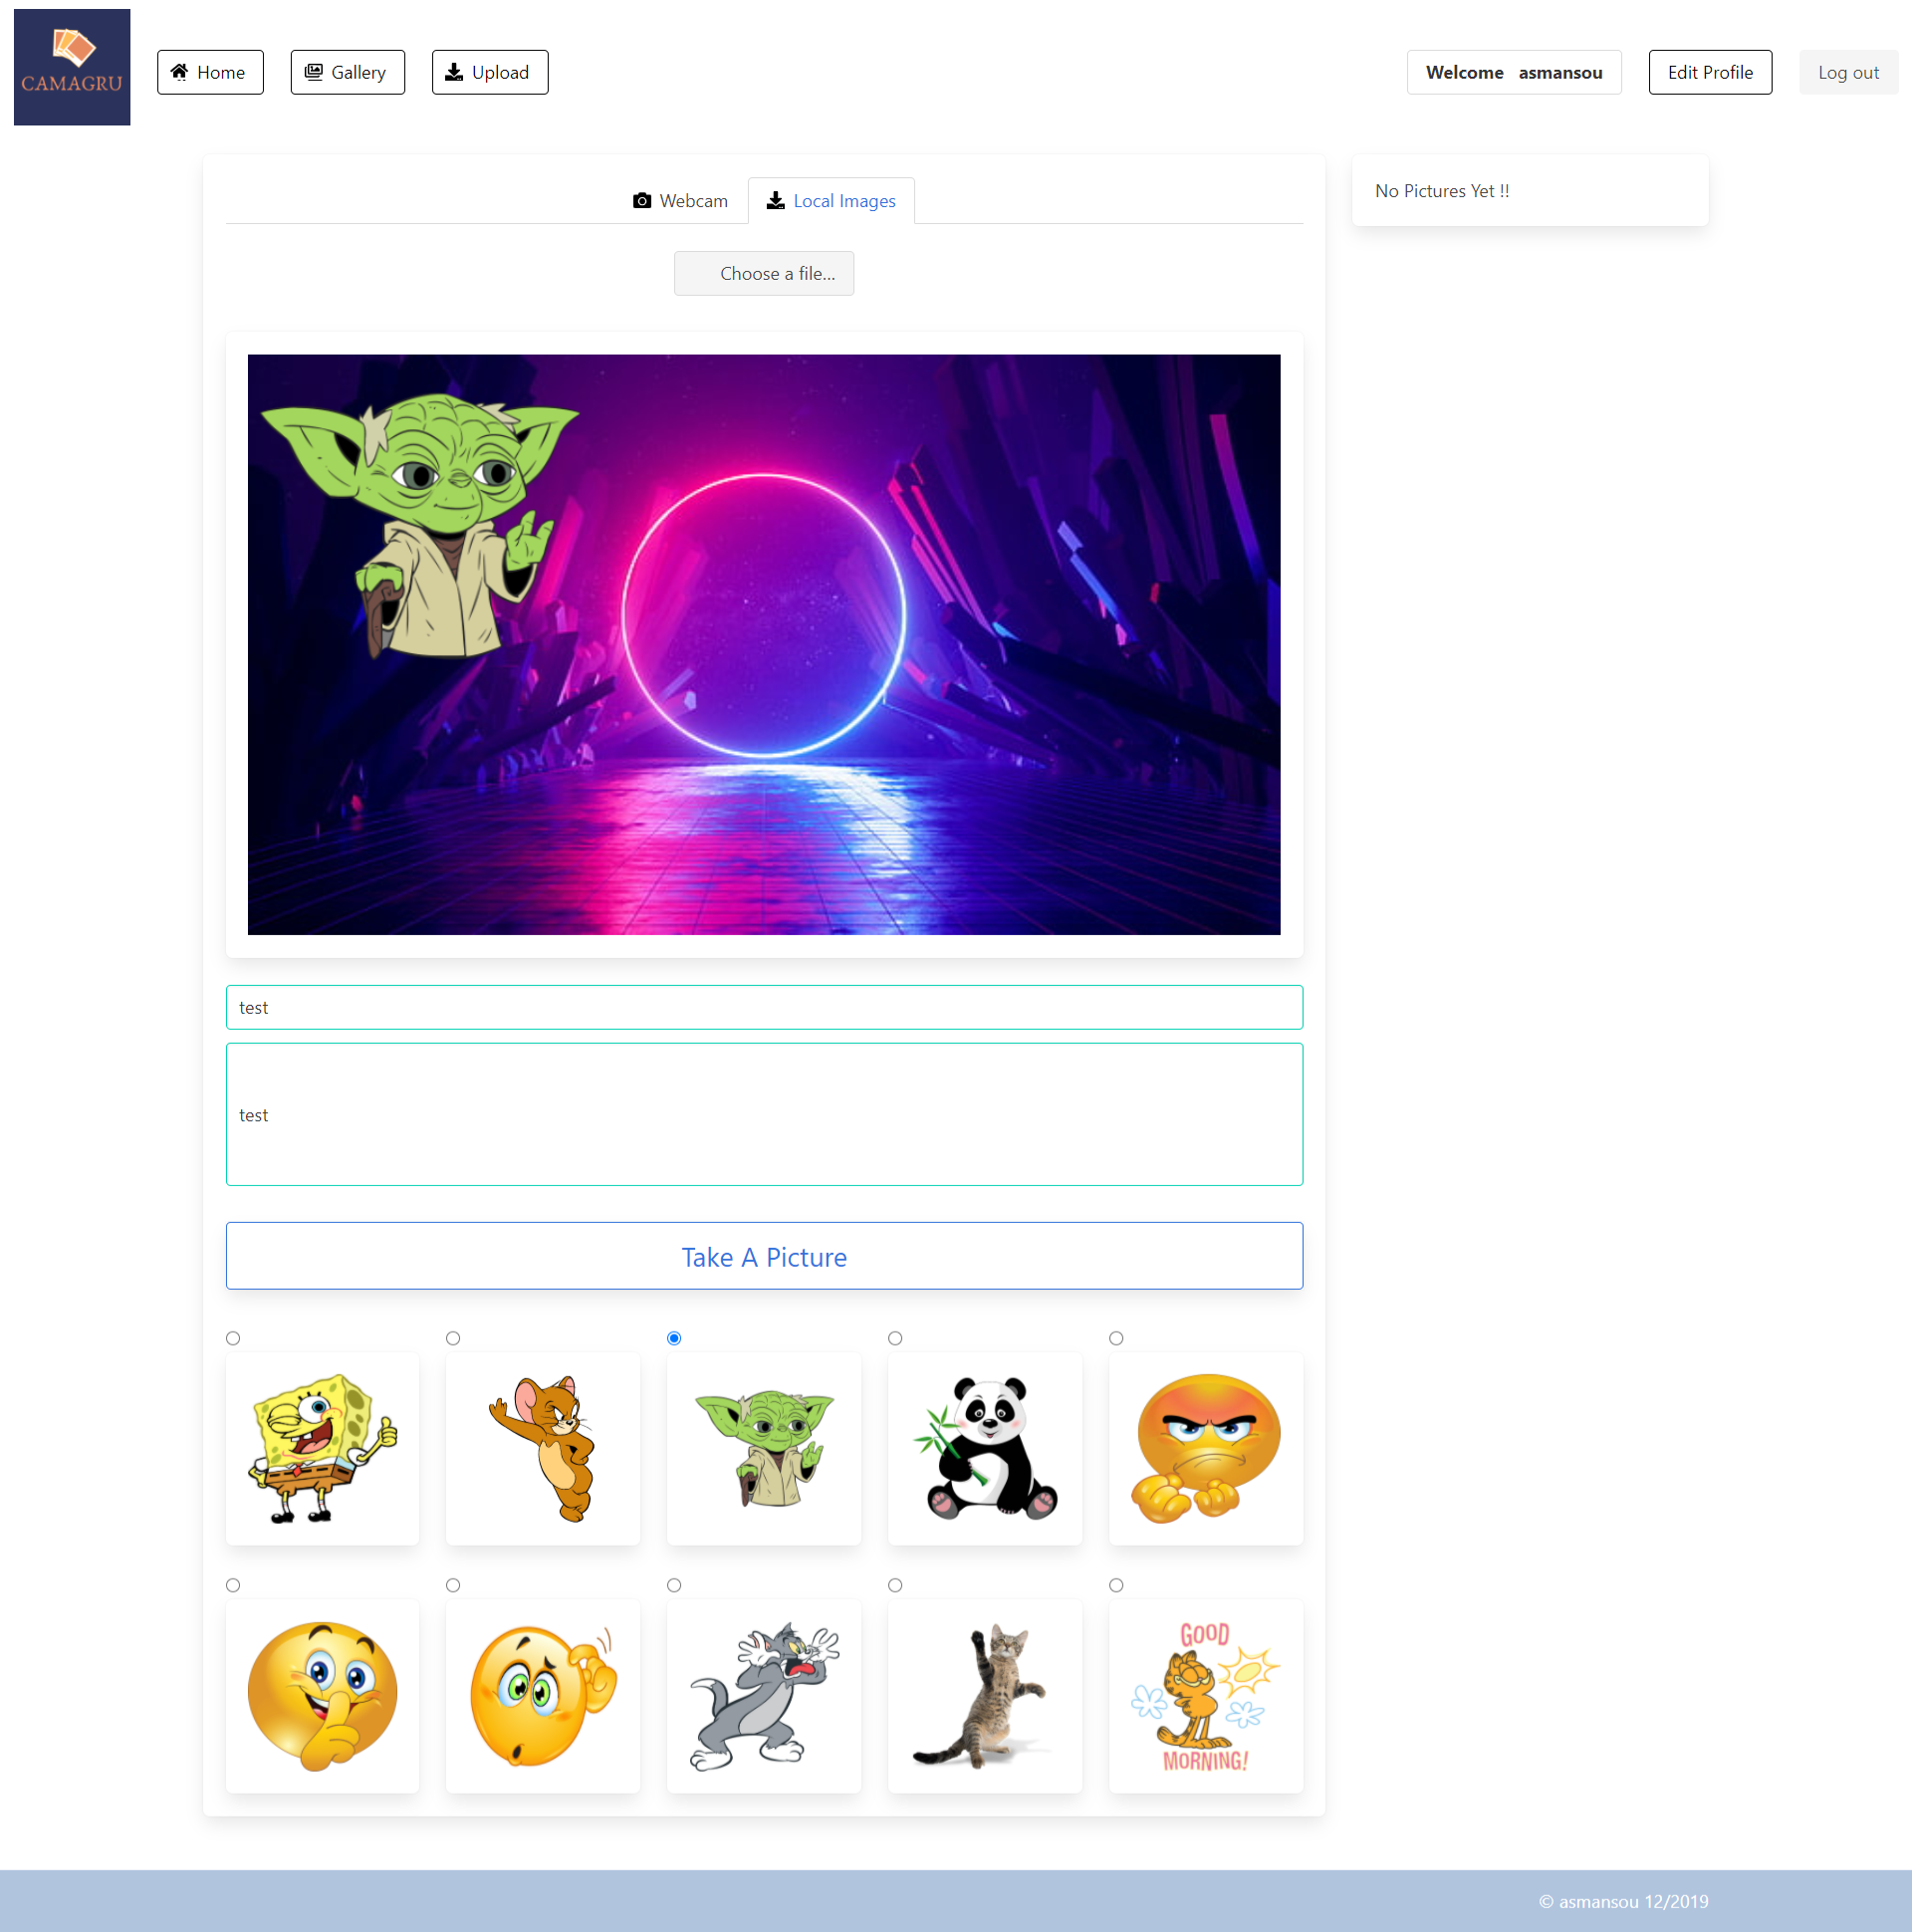 CAMAGRU
Home
Gallery
Upload
Welcome asmansou
Edit Profile
Log out
Webcam
Local Images
No Pictures Yet !!
Choose a file...
test
test
Take A Picture
GOOD
MORNING!
© asmansou 12/2019